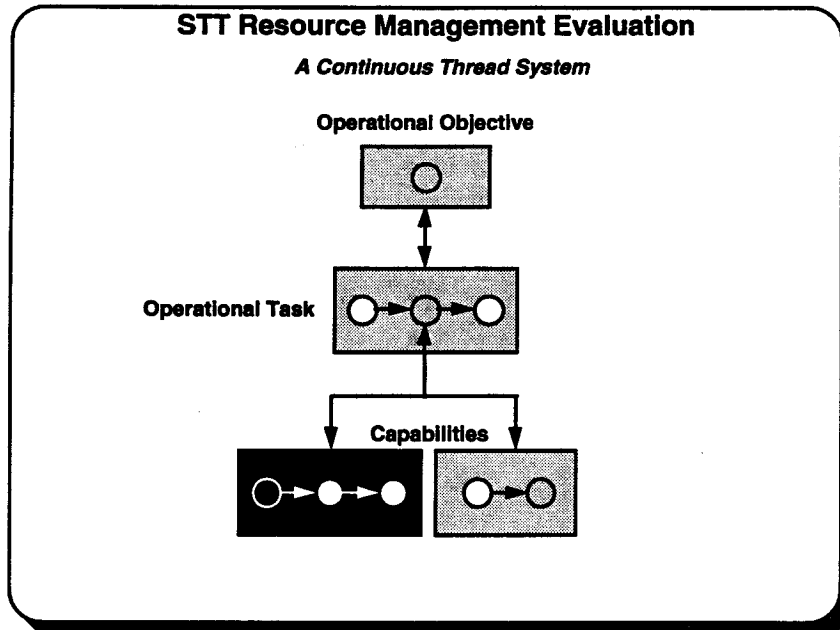 STT Resource Management Evaluation
A Continuous Thread System
Operational Objective
Operational Task
Capabilities